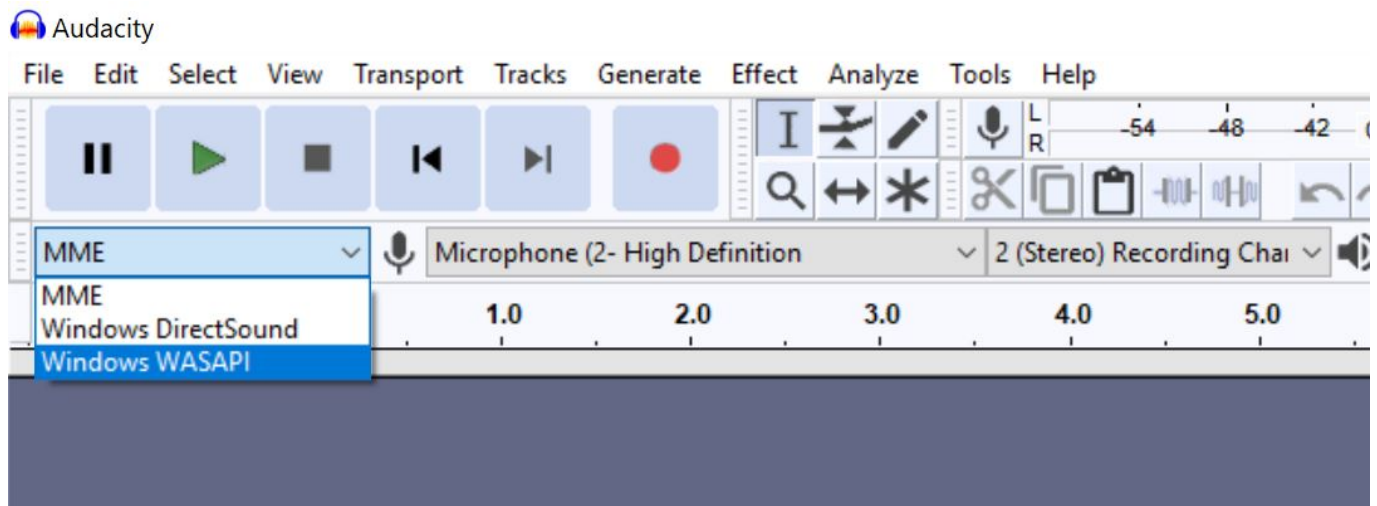 Audacity
File Edit Select View Transport Tracks Generate Effect Analyze Tools Help
L -54 -48 -42
R
MME Microphone (2- High Definition 2 (Stereo) Recording Chai
MME
Windows DirectSound
Windows WASAPI
1.0 2.0 3.0 4.0 5.0